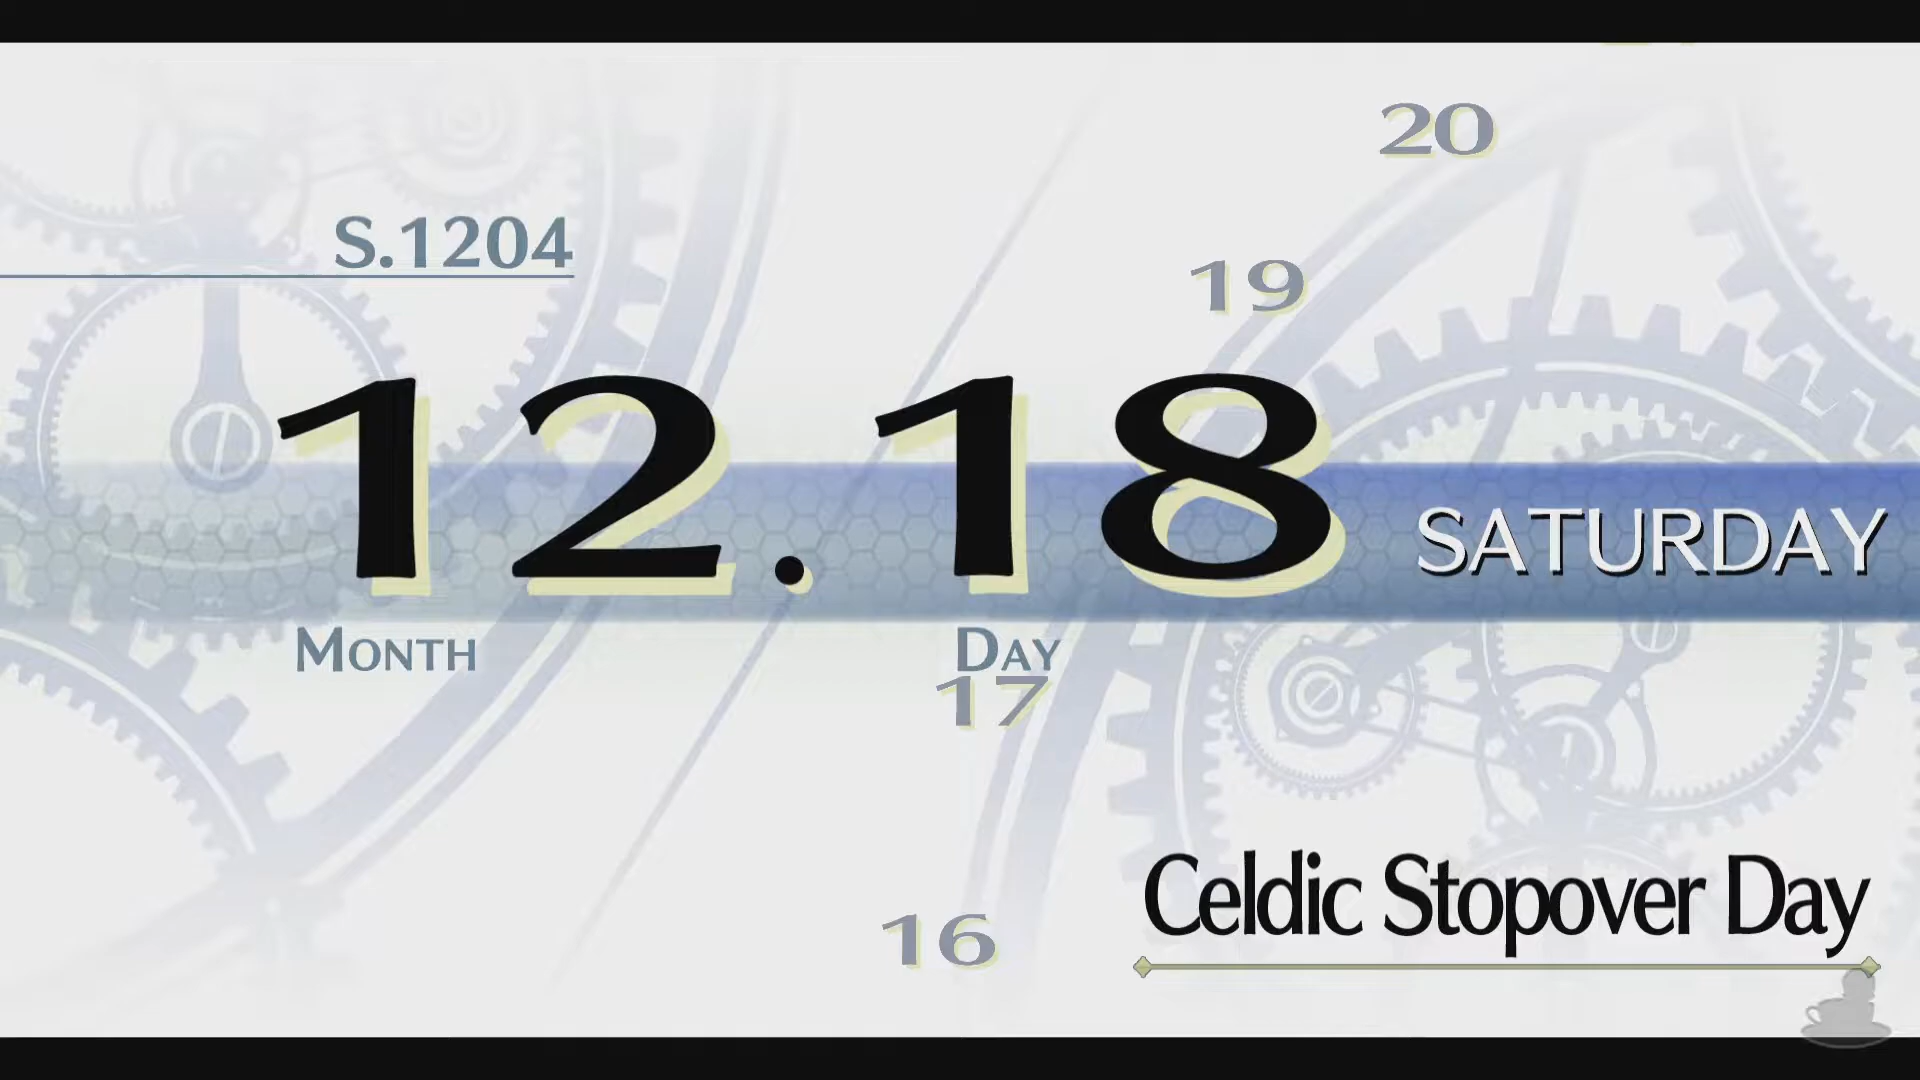 20
S.1204
19
12.18
SATURDAY
MONTH
DAY
17
Celdic Stopover Day
16